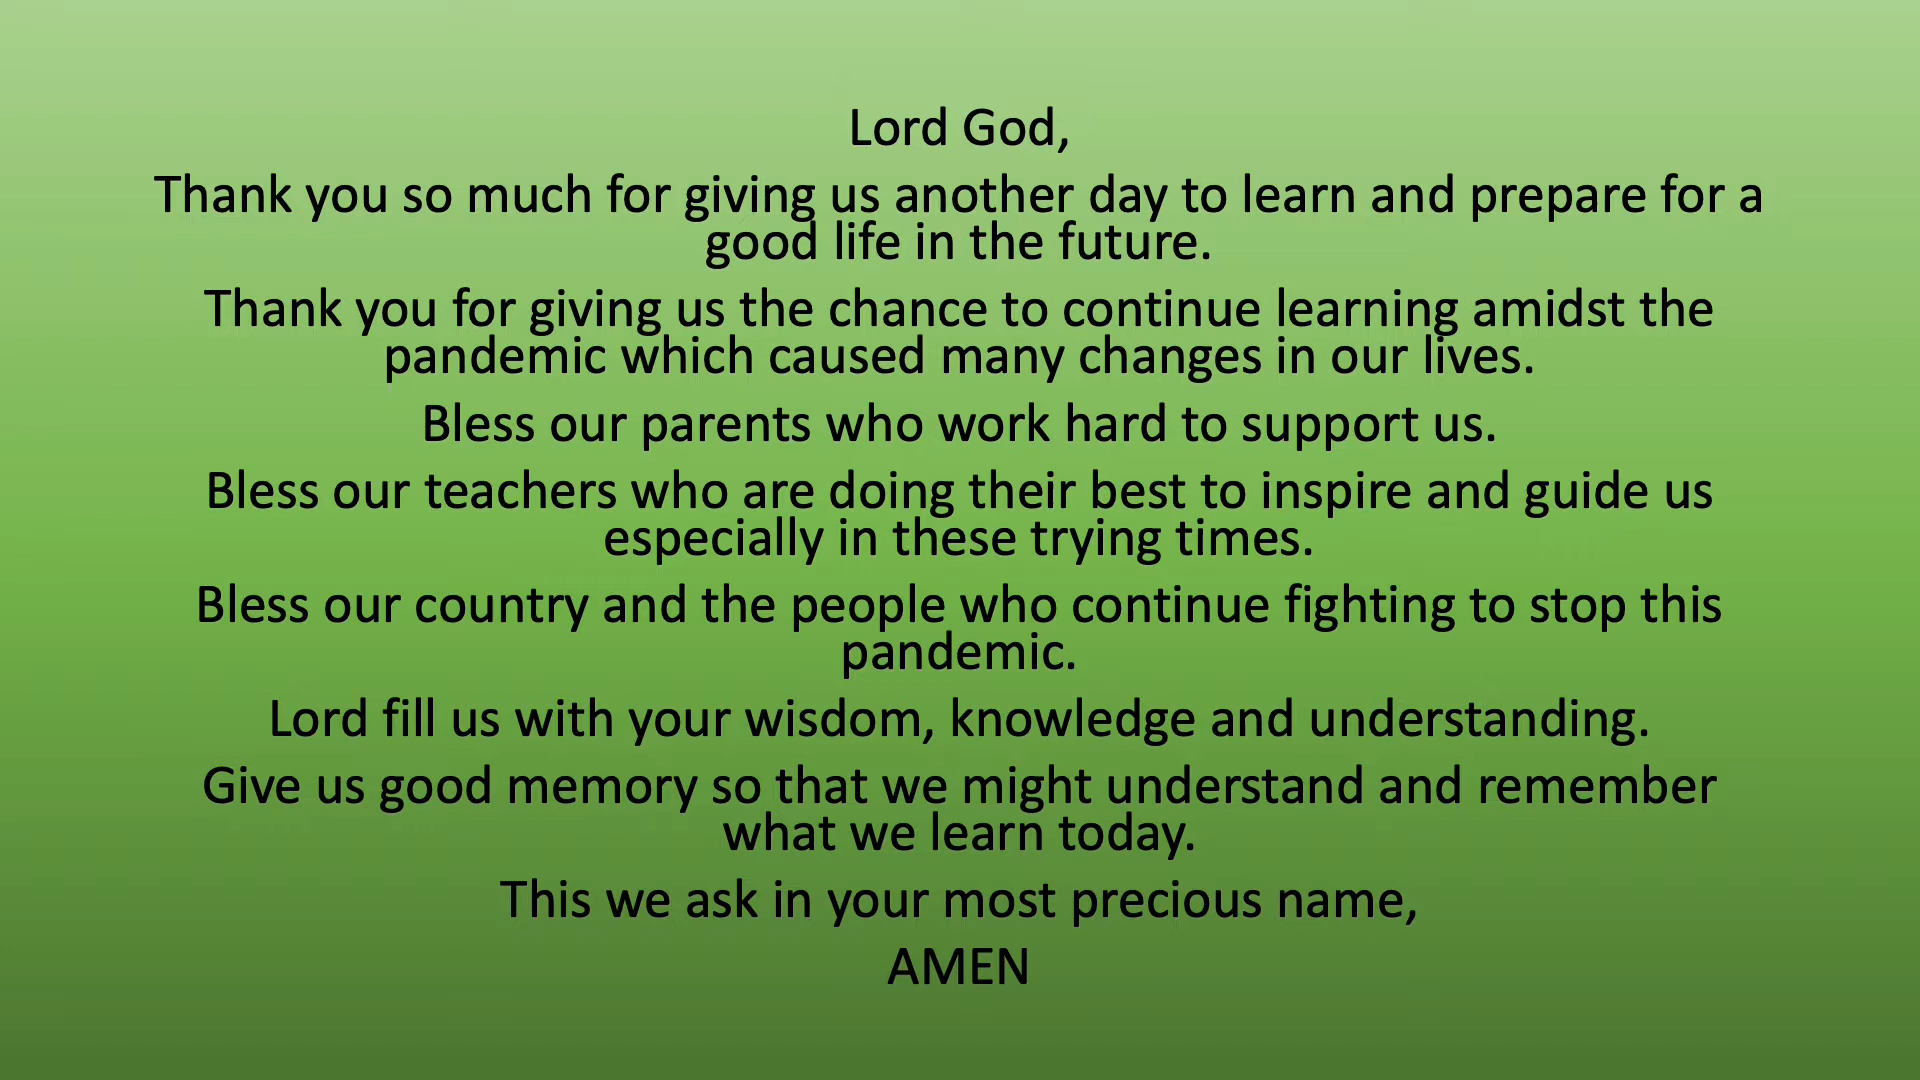 Lord God,
Thank you so much for giving us another day to learn and prepare for a
good life in the future.
Thank you for giving us the chance to continue learning amidst the
pandemic which caused many changes in our lives.
Bless our parents who work hard to support us.
Bless our teachers who are doing their best to inspire and guide us
especially in these trying times.
Bless our country and the people who continue fighting to stop this
pandemic.
Lord fill us with your wisdom, knowledge and understanding.
Give us good memory so that we might understand and remember
what we learn today.
This we ask in your most precious name,
AMEN